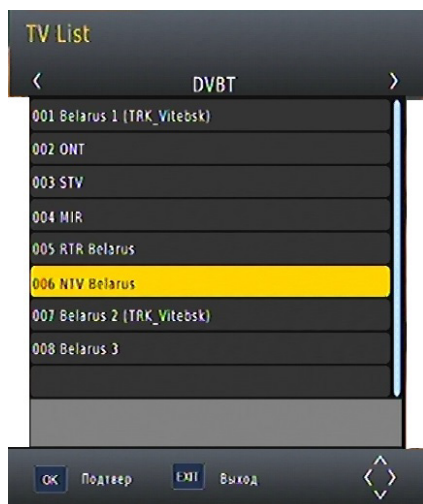 TV List
DVBT
001 Belarus 1 (TRK_Vitebsk)
002 ONT
003 STV
004 MIR
005 RTR Belarus
006 NTV Belarus
007 Belarus 2 (TRK_Vitebsk)
008 Belarus 3
OK Подтвер EXIT Выход